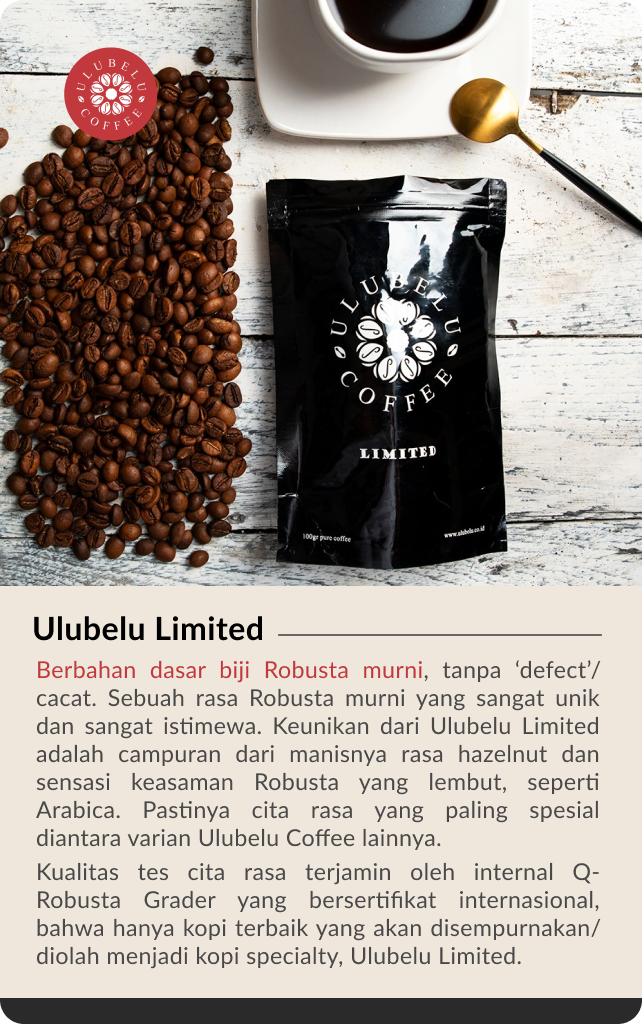 ULUBELU
COFFEE
ULUBELU
COFFEE
LIMITED
100gr pure coffee
www.ulubelu.co.id
Ulubelu Limited
Berbahan dasar biji Robusta murni, tanpa ‘defect’/
cacat. Sebuah rasa Robusta murni yang sangat unik
dan sangat istimewa. Keunikan dari Ulubelu Limited
adalah campuran dari manisnya rasa hazelnut dan
sensasi keasaman Robusta yang lembut, seperti
Arabica. Pastinya cita rasa yang paling spesial
diantara varian Ulubelu Coffee lainnya.
Kualitas tes cita rasa terjamin oleh internal Q-
Robusta Grader yang bersertifikat internasional,
bahwa hanya kopi terbaik yang akan disempurnakan/
diolah menjadi kopi specialty, Ulubelu Limited.